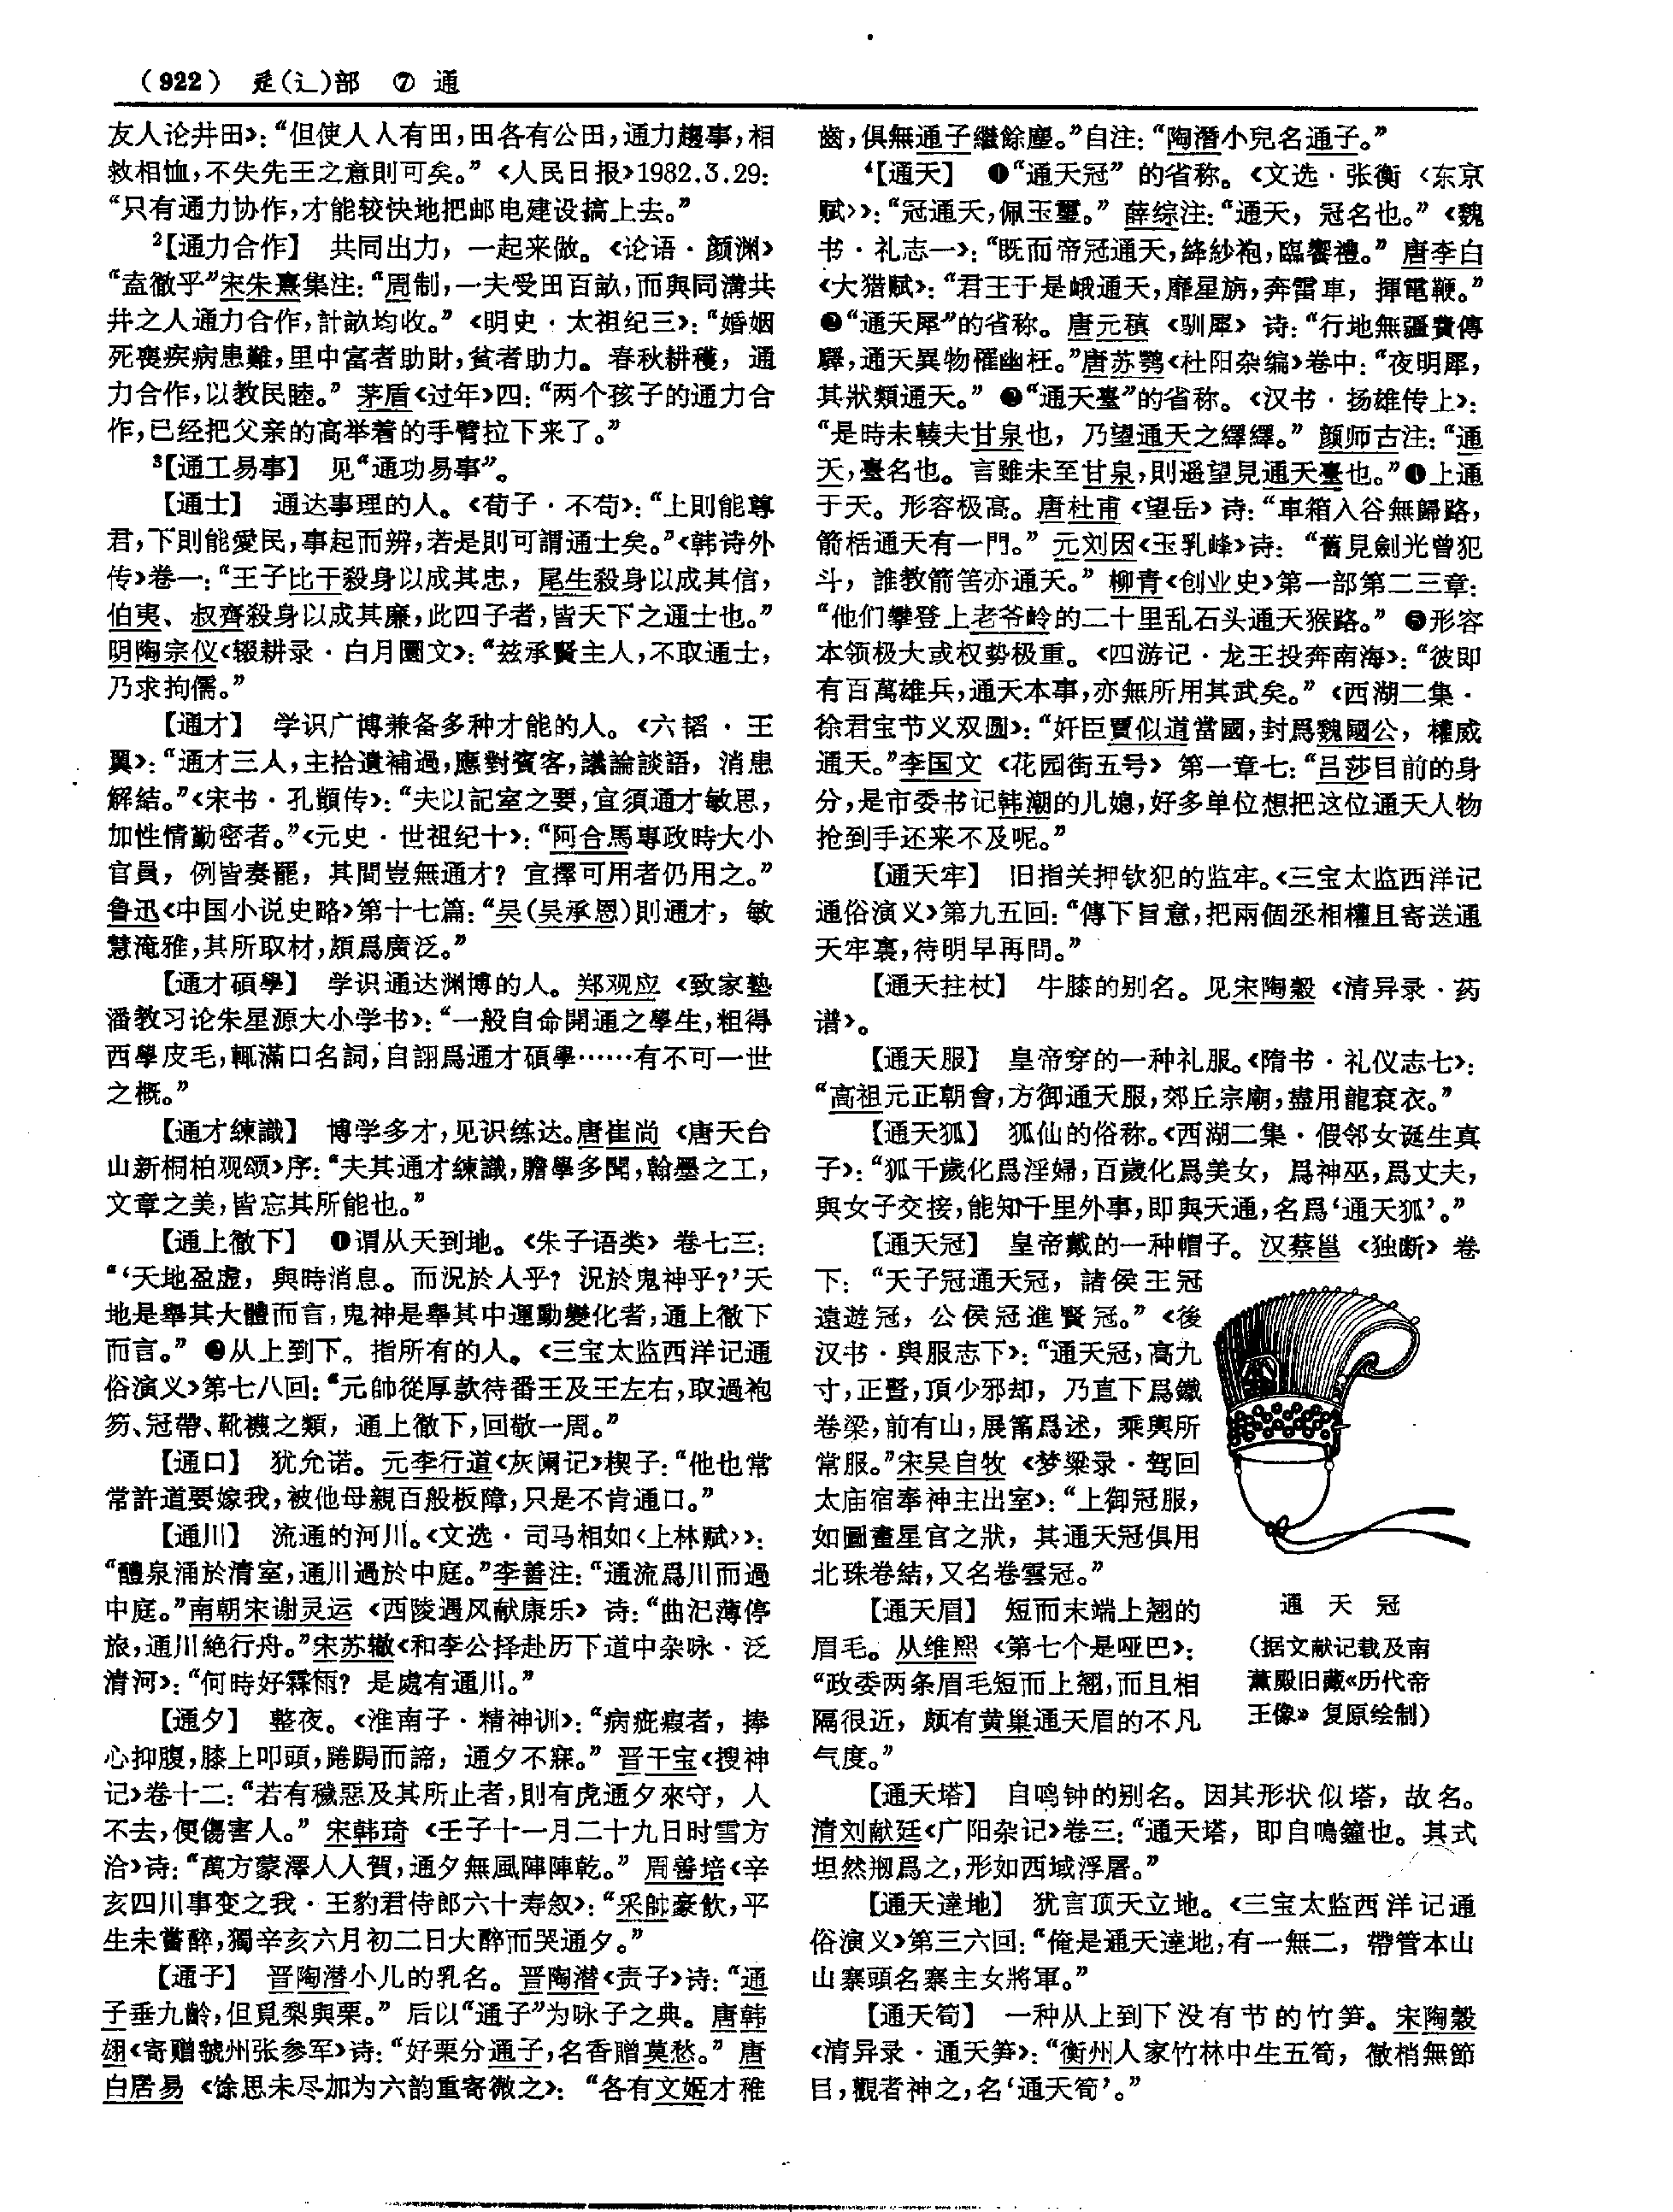 （922） 辵(辶)部 ⑦ 通
友人论井田》：“但使人人有田，田各有公田，通力趨事，相
救相恤，不失先王之意則可矣。”《人民日报》1982.3.29：
“只有通力协作，才能较快地把邮电建设搞上去。”
²【通力合作】 共同出力，一起来做。《论语·颜渊》
“盍徹乎”宋朱熹集注：“周制，一夫受田百畝，而與同溝共
井之人通力合作，計畝均收。”《明史·太祖纪三》：“婚姻
死喪疾病患難，里中富者助財，貧者助力。春秋耕穫，通
力合作，以教民睦。”茅盾《过年》四：“两个孩子的通力合
作，已经把父亲的高举着的手臂拉下来了。”
³【通工易事】 见“通功易事”。
【通士】 通达事理的人。《荀子·不苟》：“上則能尊
君，下則能愛民，事起而辨，若是則可謂通士矣。”《韩诗外
传》卷一：“王子比干殺身以成其忠，尾生殺身以成其信，
伯夷、叔齊殺身以成其廉，此四子者，皆天下之通士也。”
明陶宗仪《辍耕录·白月圜文》：“兹承賢主人，不取通士，
乃求拘儒。”
【通才】 学识广博兼备多种才能的人。《六韬·王
翼》：“通才三人，主拾遺補過，應對賓客，議論談語，消患
解結。”《宋书·孔顗传》：“夫以記室之要，宜須通才敏思，
加性情勤密者。”《元史·世祖纪十》：“阿合馬專政時大小
官員，例皆奏罷，其間豈無通才？宜擇可用者仍用之。”
鲁迅《中国小说史略》第十七篇：“吴(吴承恩)則通才，敏
慧淹雅，其所取材，頗爲廣泛。”
【通才碩學】 学识通达渊博的人。郑观应《致家塾
潘教习论朱星源大小学书》：“一般自命開通之學生，粗得
西學皮毛，輒滿口名詞，自詡爲通才碩學……有不可一世
之概。”
【通才練識】 博学多才，见识练达。唐崔尚《唐天台
山新桐柏观颂》序：“夫其通才練識，贍學多聞，翰墨之工，
文章之美，皆忘其所能也。”
【通上徹下】 ❶谓从天到地。《朱子语类》卷七三：
“‘天地盈虚，與時消息。而況於人乎？況於鬼神乎？’天
地是舉其大體而言，鬼神是舉其中運動變化者，通上徹下
而言。”❷从上到下。指所有的人。《三宝太监西洋记通
俗演义》第七八回：“元帥從厚款待番王及王左右，取過袍
笏、冠帶、靴襪之類，通上徹下，回敬一周。”
【通口】 犹允诺。元李行道《灰阑记》楔子：“他也常
常許道要嫁我，被他母親百般板障，只是不肯通口。”
【通川】 流通的河川。《文选·司马相如〈上林赋〉》：
“醴泉涌於清室，通川過於中庭。”李善注：“通流爲川而過
中庭。”南朝宋谢灵运《西陵遇风献康乐》诗：“曲汜薄停
旅，通川絶行舟。”宋苏辙《和李公择赴历下道中杂咏·泛
清河》：“何時好霖雨？是處有通川。”
【通夕】 整夜。《淮南子·精神训》：“病疵瘕者，捧
心抑腹，膝上叩頭，踡跼而諦，通夕不寐。”晋干宝《搜神
记》卷十二：“若有穢惡及其所止者，則有虎通夕來守，人
不去，便傷害人。”宋韩琦《壬子十一月二十九日时雪方
洽》诗：“萬方蒙澤人人賀，通夕無風陣陣乾。”周善培《辛
亥四川事变之我·王豹君侍郎六十寿叙》：“采帥豪飲，平
生未嘗醉，獨辛亥六月初二日大醉而哭通夕。”
【通子】 晋陶潜小儿的乳名。晋陶潜《责子》诗：“通
子垂九齡，但覓梨與栗。”后以“通子”为咏子之典。唐韩
翃《寄赠虢州张参军》诗：“好栗分通子，名香贈莫愁。”唐
白居易《馀思未尽加为六韵重寄微之》：“各有文姬才稚
齒，俱無通子繼餘塵。”自注：“陶潛小兒名通子。”
⁴【通天】 ❶“通天冠”的省称。《文选·张衡〈东京
赋〉》：“冠通天，佩玉璽。”薛综注：“通天，冠名也。”《魏
书·礼志一》：“既而帝冠通天，絳紗袍，臨饗禮。”唐李白
《大猎赋》：“君王于是峨通天，靡星旃，奔雷車，揮電鞭。”
❷“通天犀”的省称。唐元稹《驯犀》诗：“行地無疆費傳
驛，通天異物罹幽枉。”唐苏鹗《杜阳杂编》卷中：“夜明犀，
其狀類通天。”❸“通天臺”的省称。《汉书·扬雄传上》：
“是時未轃夫甘泉也，乃望通天之繹繹。”颜师古注：“通
天，臺名也。言雖未至甘泉，則遥望見通天臺也。”❹上通
于天。形容极高。唐杜甫《望岳》诗：“車箱入谷無歸路，
箭栝通天有一門。”元刘因《玉乳峰》诗：“舊見劍光曾犯
斗，誰教箭筈亦通天。”柳青《创业史》第一部第二三章：
“他们攀登上老爷岭的二十里乱石头通天猴路。”❺形容
本领极大或权势极重。《四游记·龙王投奔南海》：“彼即
有百萬雄兵，通天本事，亦無所用其武矣。”《西湖二集·
徐君宝节义双圆》：“奸臣賈似道當國，封爲魏國公，權威
通天。”李国文《花园街五号》第一章七：“吕莎目前的身
分，是市委书记韩潮的儿媳，好多单位想把这位通天人物
抢到手还来不及呢。”
【通天牢】 旧指关押钦犯的监牢。《三宝太监西洋记
通俗演义》第九五回：“傳下旨意，把兩個丞相權且寄送通
天牢裏，待明早再問。”
【通天拄杖】 牛膝的别名。见宋陶穀《清异录·药
谱》。
【通天服】 皇帝穿的一种礼服。《隋书·礼仪志七》：
“高祖元正朝會，方御通天服，郊丘宗廟，盡用龍袞衣。”
【通天狐】 狐仙的俗称。《西湖二集·假邻女诞生真
子》：“狐千歲化爲淫婦，百歲化爲美女，爲神巫，爲丈夫，
與女子交接，能知千里外事，即與天通，名爲‘通天狐’。”
【通天冠】 皇帝戴的一种帽子。汉蔡邕《独断》卷
下：“天子冠通天冠，諸侯王冠
遠遊冠，公侯冠進賢冠。”《後
汉书·舆服志下》：“通天冠，高九
寸，正豎，頂少邪却，乃直下爲鐵
卷梁，前有山，展筩爲述，乘輿所
常服。”宋吴自牧《梦粱录·驾回
太庙宿奉神主出室》：“上御冠服，
如圖畫星官之狀，其通天冠俱用
北珠卷結，又名卷雲冠。”
通天冠
（据文献记载及南
薰殿旧藏《历代帝
王像》复原绘制）
【通天眉】 短而末端上翘的
眉毛。从维熙《第七个是哑巴》：
“政委两条眉毛短而上翘，而且相
隔很近，颇有黄巢通天眉的不凡
气度。”
【通天塔】 自鸣钟的别名。因其形状似塔，故名。
清刘献廷《广阳杂记》卷三：“通天塔，即自鳴鐘也。其式
坦然剏爲之，形如西域浮屠。”
【通天達地】 犹言顶天立地。《三宝太监西洋记通
俗演义》第三六回：“俺是通天達地，有一無二，帶管本山
山寨頭名寨主女將軍。”
【通天筍】 一种从上到下没有节的竹笋。宋陶穀
《清异录·通天笋》：“衡州人家竹林中生五筍，徹梢無節
目，觀者神之，名‘通天筍’。”